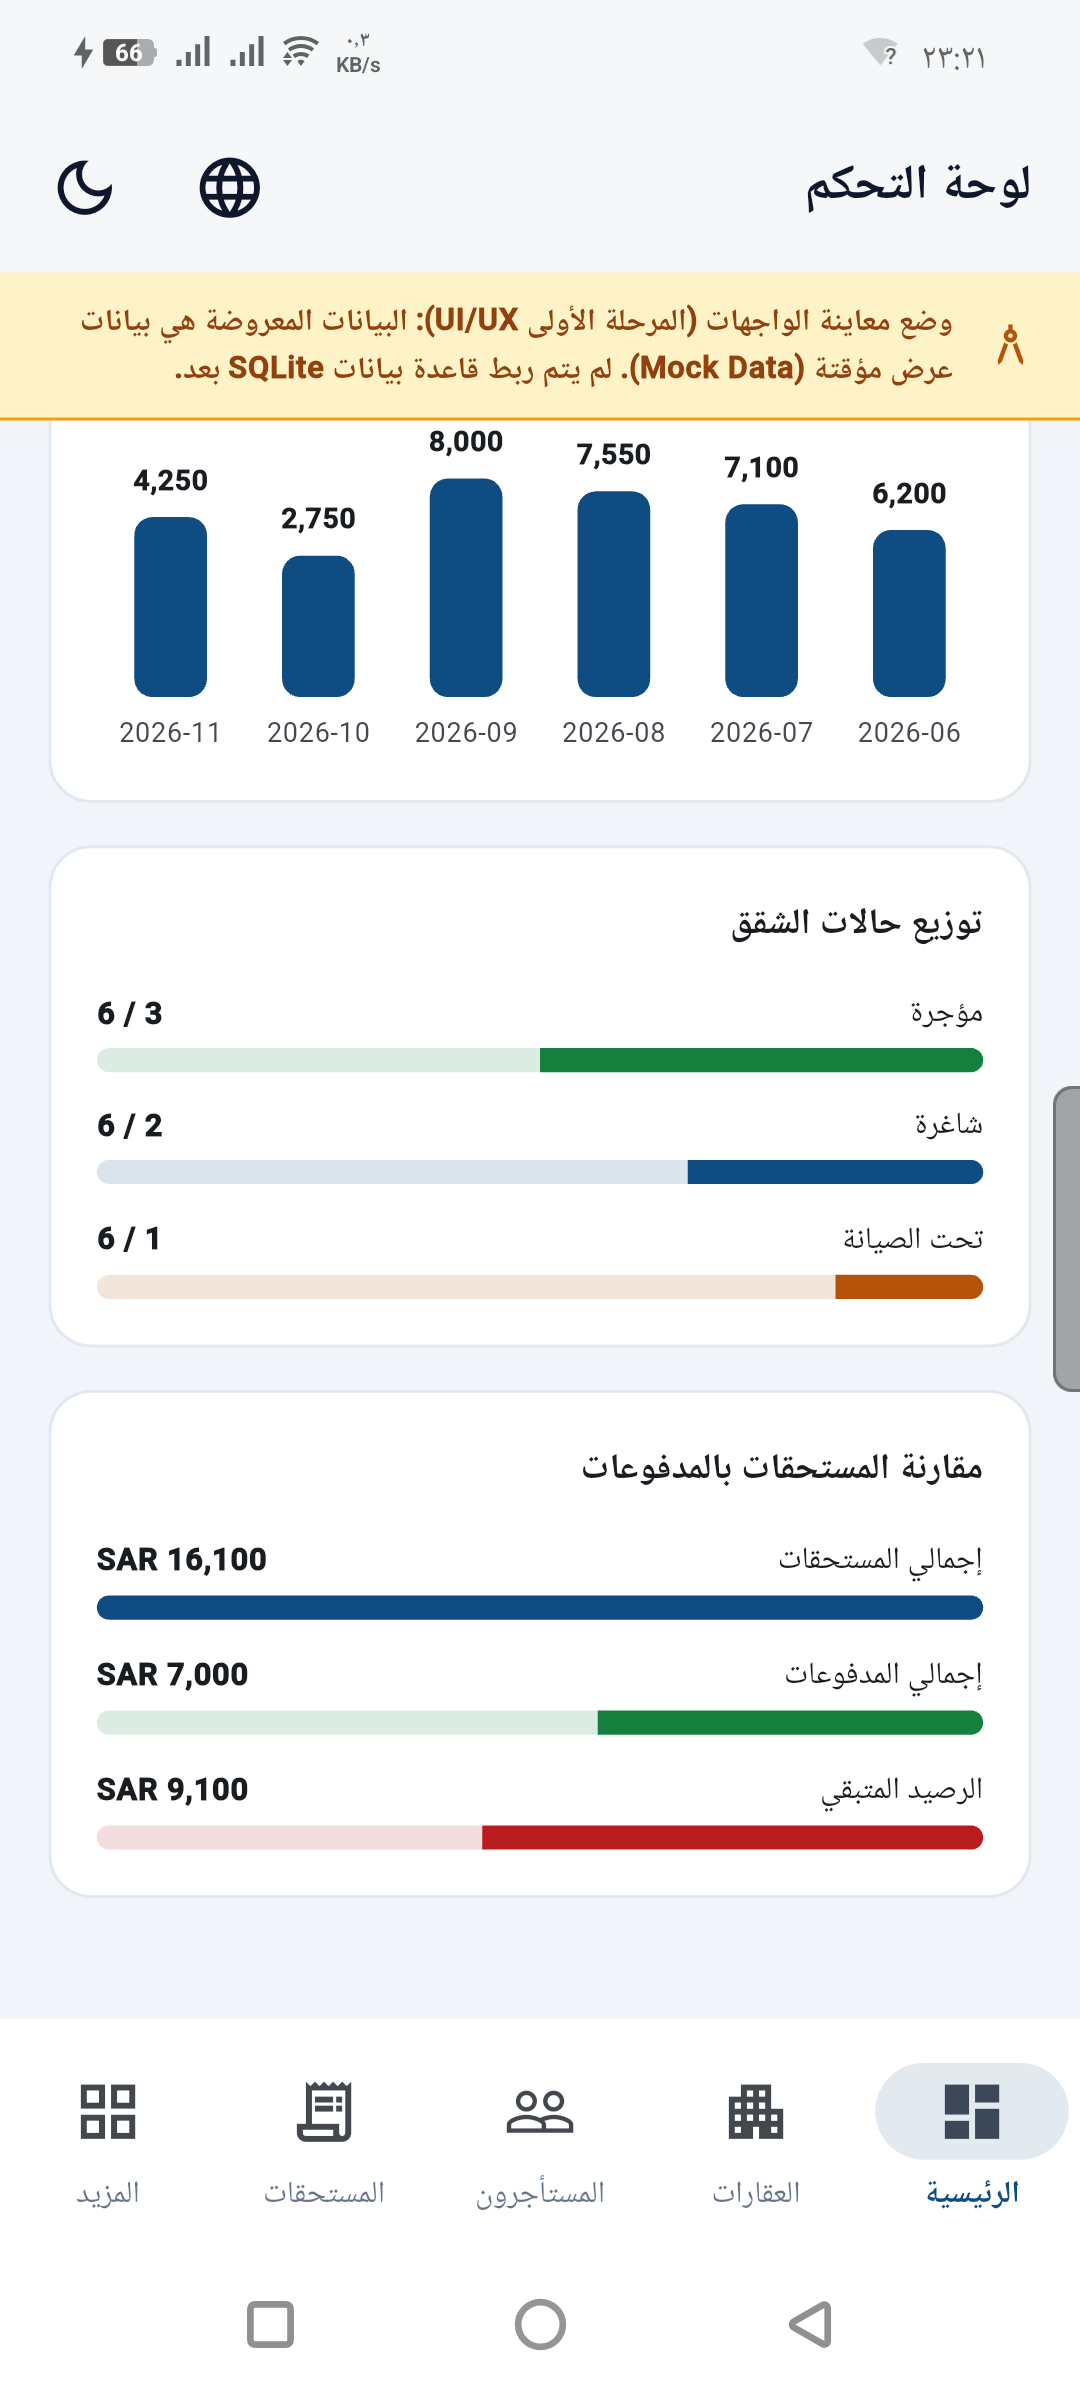 66
٠,٣
KB/s
٢٣:٢١
لوحة التحكم
وضع معاينة الواجهات (المرحلة الأولى UI/UX): البيانات المعروضة هي بيانات
عرض مؤقتة (Mock Data). لم يتم ربط قاعدة بيانات SQLite بعد.
6,200
7,100
7,550
8,000
2,750
4,250
2026-06
2026-07
2026-08
2026-09
2026-10
2026-11
توزيع حالات الشقق
مؤجرة
6 / 3
شاغرة
6 / 2
تحت الصيانة
6 / 1
مقارنة المستحقات بالمدفوعات
إجمالي المستحقات
SAR 16,100
إجمالي المدفوعات
SAR 7,000
الرصيد المتبقي
SAR 9,100
الرئيسية
العقارات
المستأجرون
المستحقات
المزيد